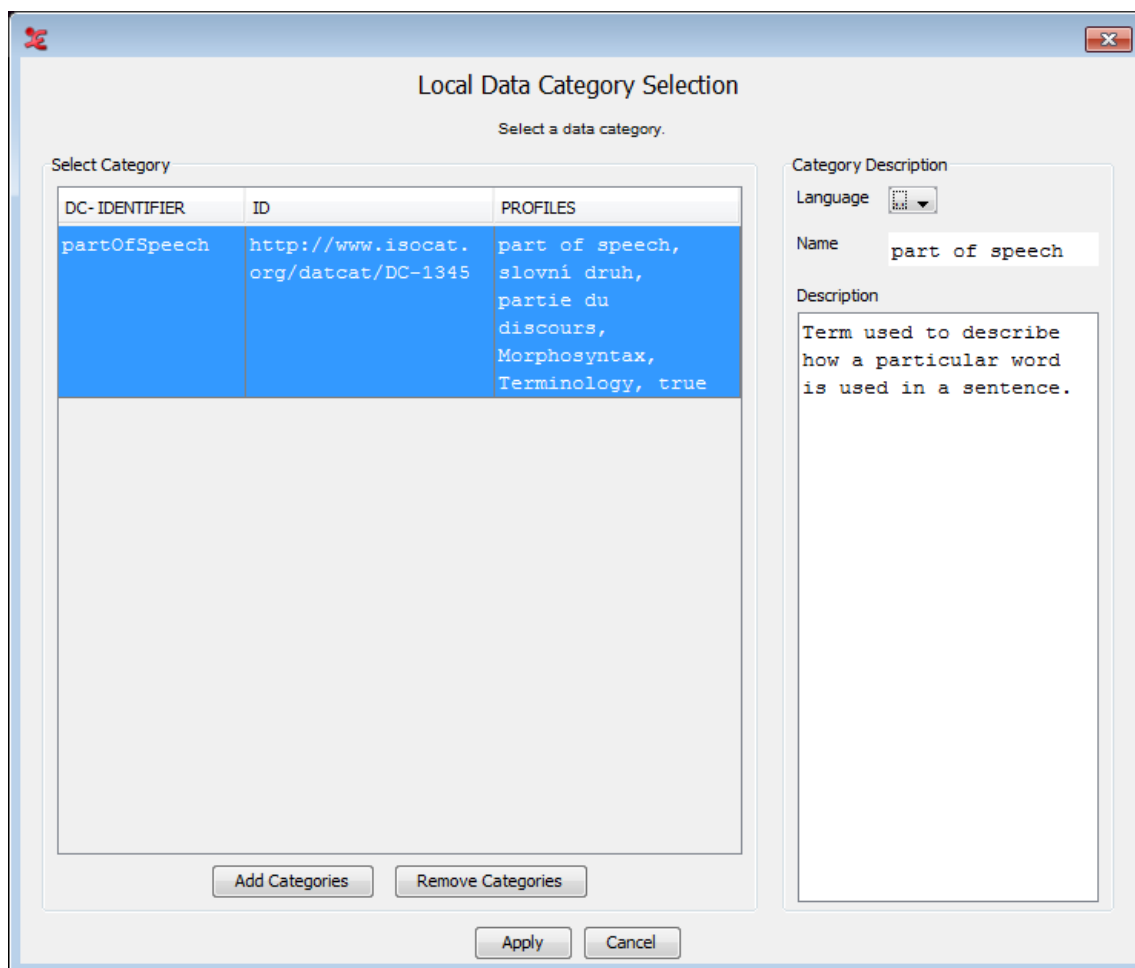 Local Data Category Selection
Select a data category.
Select Category
DC- IDENTIFIER ID PROFILES
partOfSpeech
http://www.isocat.
org/datcat/DC-1345
part of speech,
slovní druh,
partie du
discours,
Morphosyntax,
Terminology, true
Add Categories Remove Categories
Category Description
Language
Name part of speech
Description
Term used to describe
how a particular word
is used in a sentence.
Apply Cancel